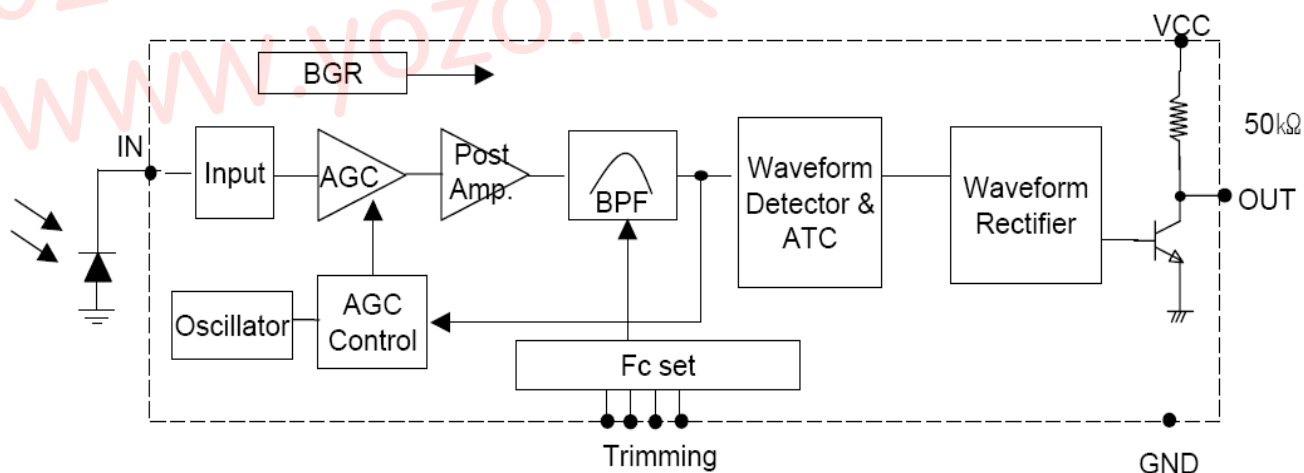 www.yozo.hk
VCC
BGR
50kΩ
IN
Input
AGC
Post
Amp.
BPF
Waveform
Detector &
ATC
Waveform
Rectifier
OUT
Oscillator
AGC
Control
Fc set
Trimming
GND